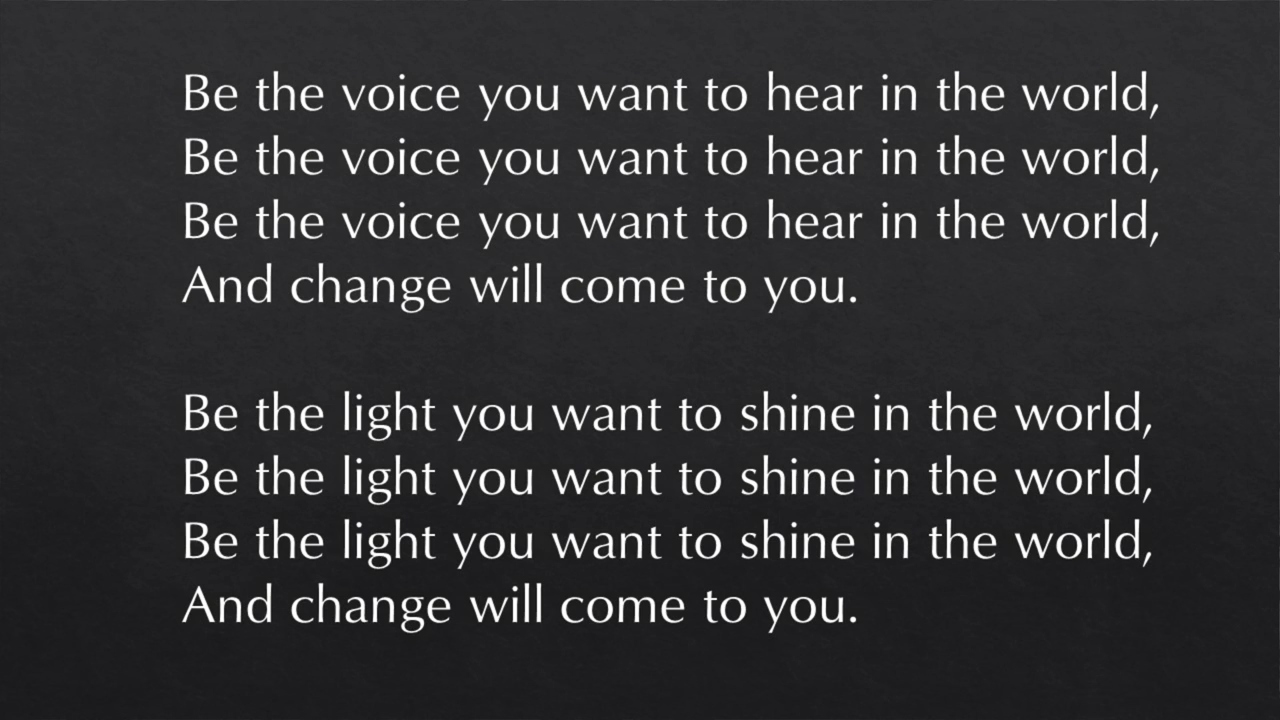 Be the voice you want to hear in the world,
Be the voice you want to hear in the world,
Be the voice you want to hear in the world,
And change will come to you.
Be the light you want to shine in the world,
Be the light you want to shine in the world,
Be the light you want to shine in the world,
And change will come to you.